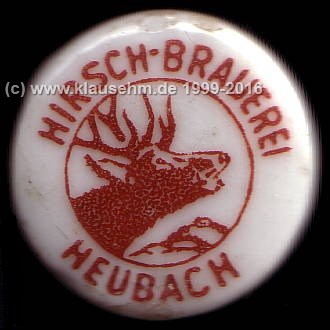 HIRSCH-BRAUEREI
(c) www.klausehm.de 1999-2016
HEUBACH